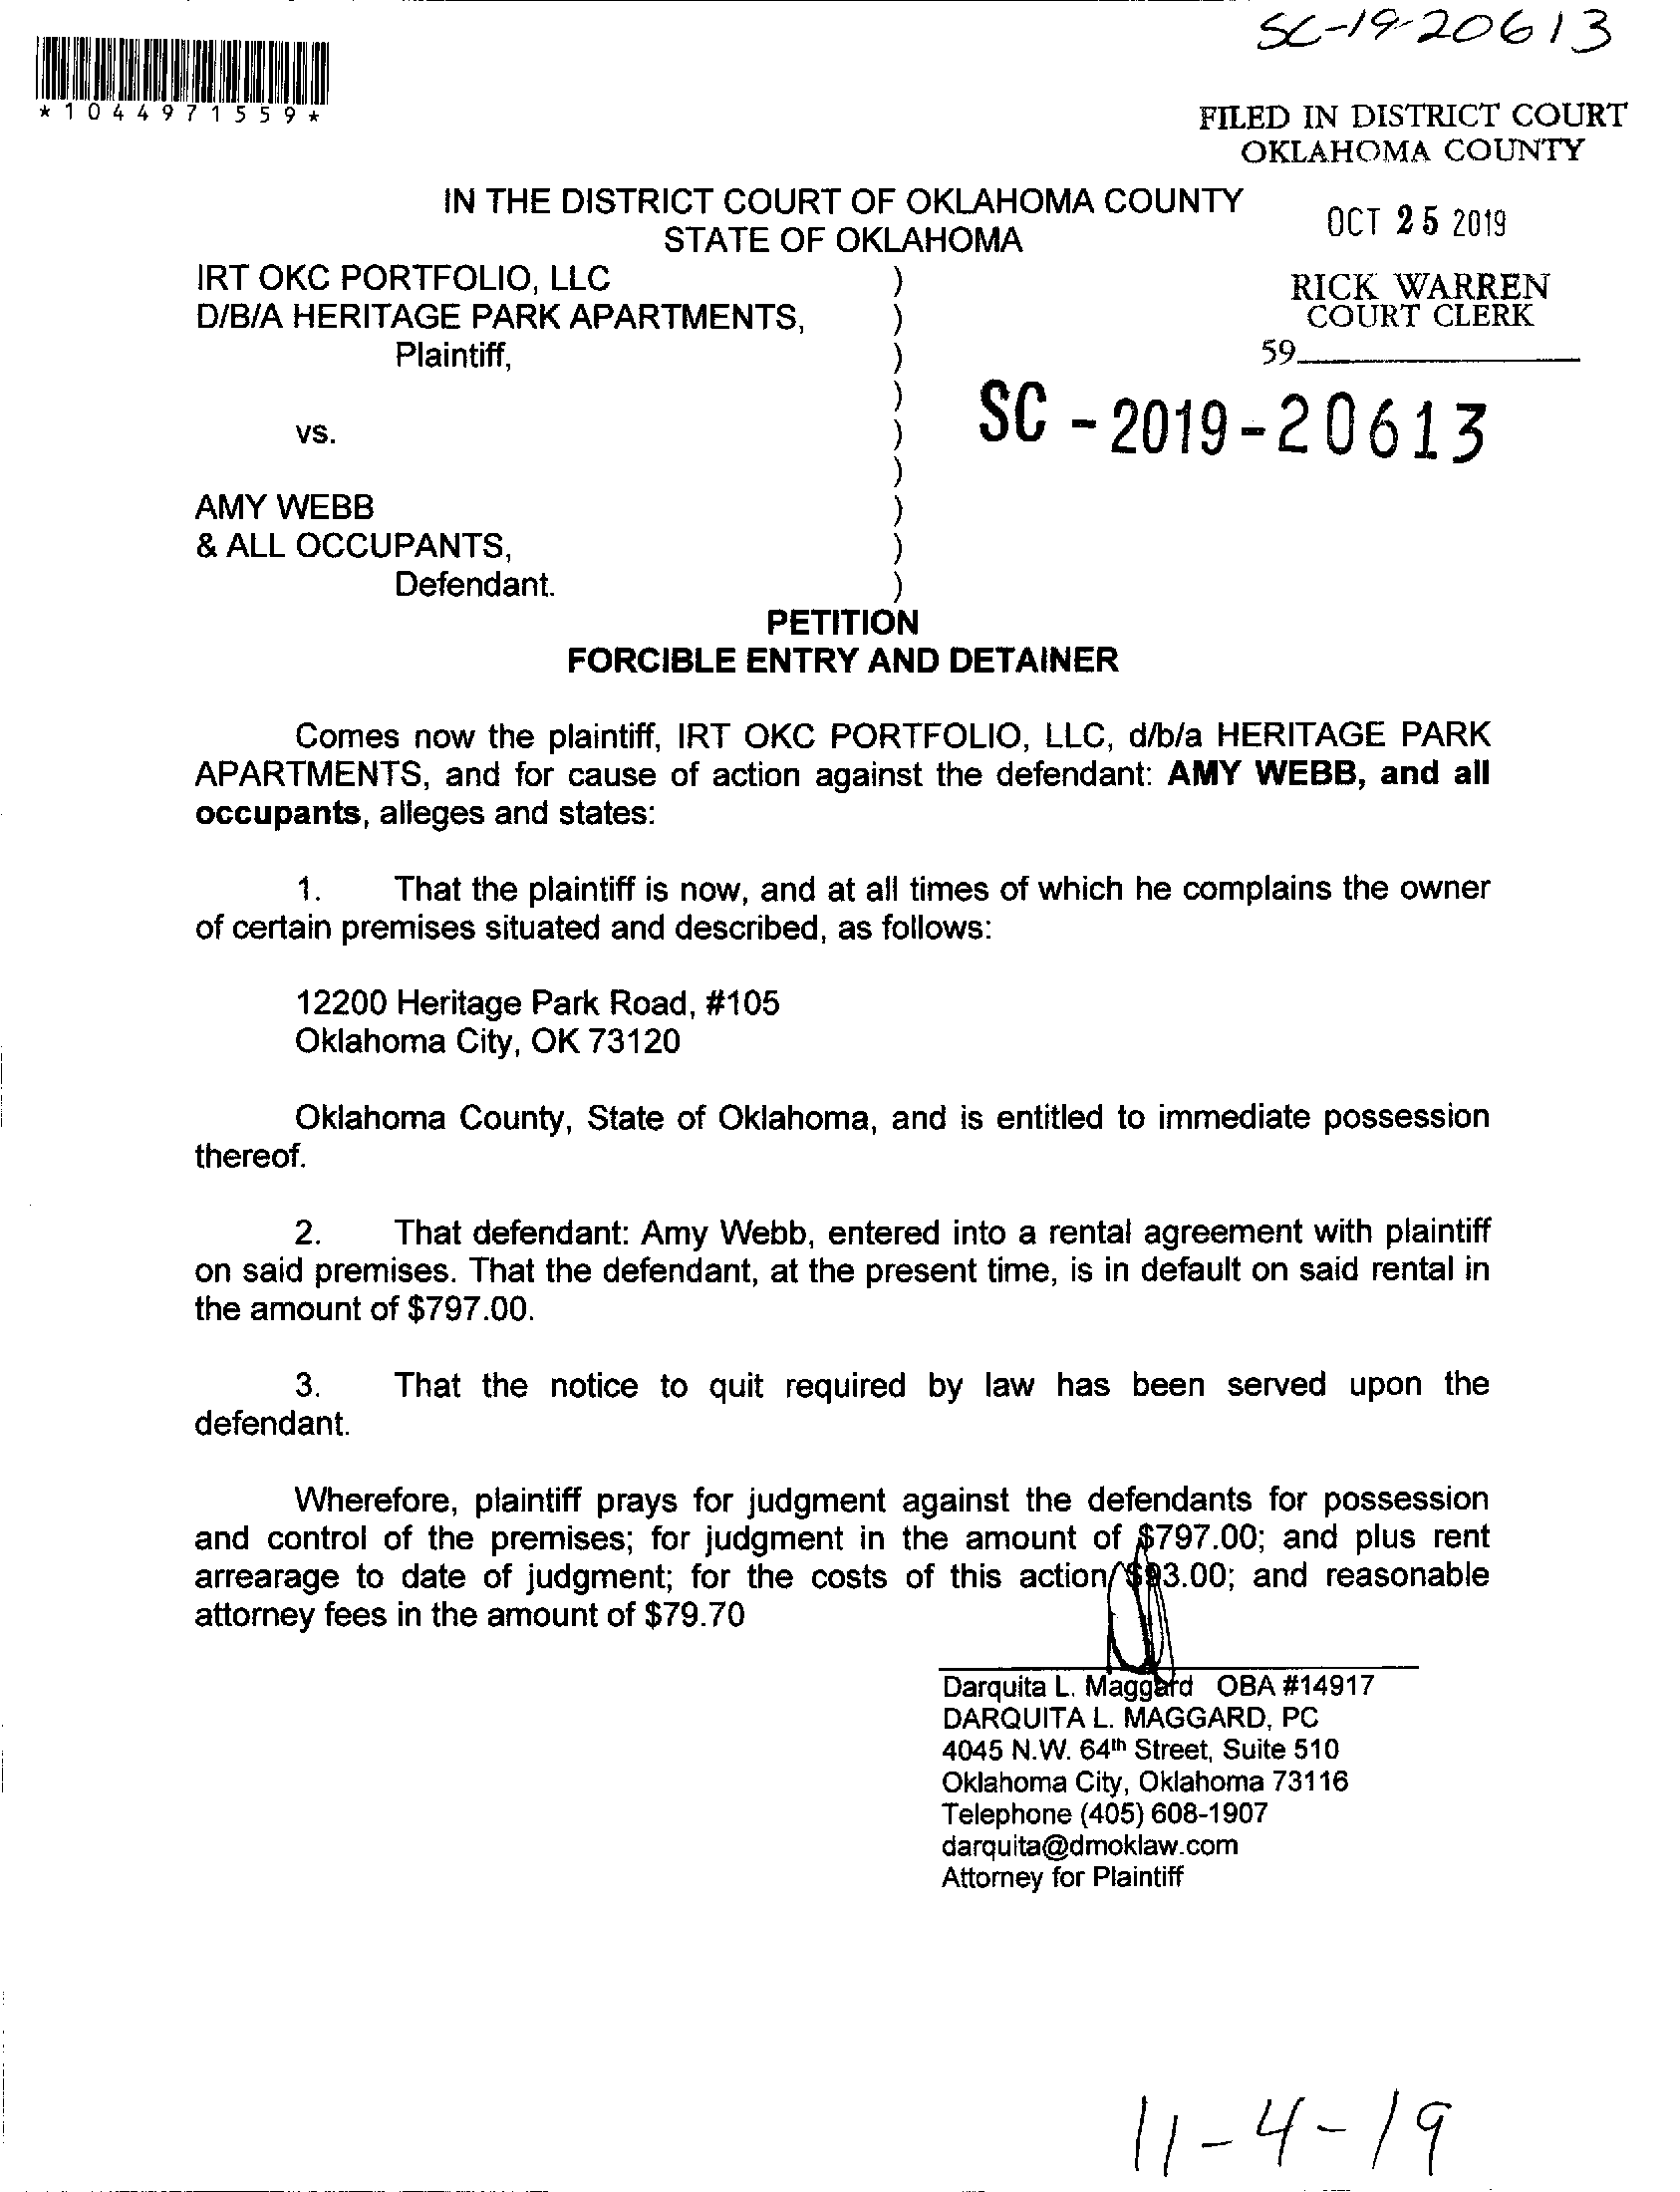 SC-19-20613
*1044971559*
FILED IN DISTRICT COURT
OKLAHOMA COUNTY
IN THE DISTRICT COURT OF OKLAHOMA COUNTY
STATE OF OKLAHOMA
OCT 25 2019
IRT OKC PORTFOLIO, LLC )
D/B/A HERITAGE PARK APARTMENTS, )
Plaintiff, )
RICK WARREN
COURT CLERK
59
)
vs. )
)
SC - 2019 - 20613
AMY WEBB )
& ALL OCCUPANTS, )
Defendant. )
PETITION
FORCIBLE ENTRY AND DETAINER
Comes now the plaintiff, IRT OKC PORTFOLIO, LLC, d/b/a HERITAGE PARK
APARTMENTS, and for cause of action against the defendant: AMY WEBB, and all
occupants, alleges and states:
1. That the plaintiff is now, and at all times of which he complains the owner
of certain premises situated and described, as follows:
12200 Heritage Park Road, #105
Oklahoma City, OK 73120
Oklahoma County, State of Oklahoma, and is entitled to immediate possession
thereof.
2. That defendant: Amy Webb, entered into a rental agreement with plaintiff
on said premises. That the defendant, at the present time, is in default on said rental in
the amount of $797.00.
3. That the notice to quit required by law has been served upon the
defendant.
Wherefore, plaintiff prays for judgment against the defendants for possession
and control of the premises; for judgment in the amount of $797.00; and plus rent
arrearage to date of judgment; for the costs of this action $93.00; and reasonable
attorney fees in the amount of $79.70
Darquita L. Maggard OBA #14917
DARQUITA L. MAGGARD, PC
4045 N.W. 64th Street, Suite 510
Oklahoma City, Oklahoma 73116
Telephone (405) 608-1907
darquita@dmoklaw.com
Attorney for Plaintiff
11-4-19